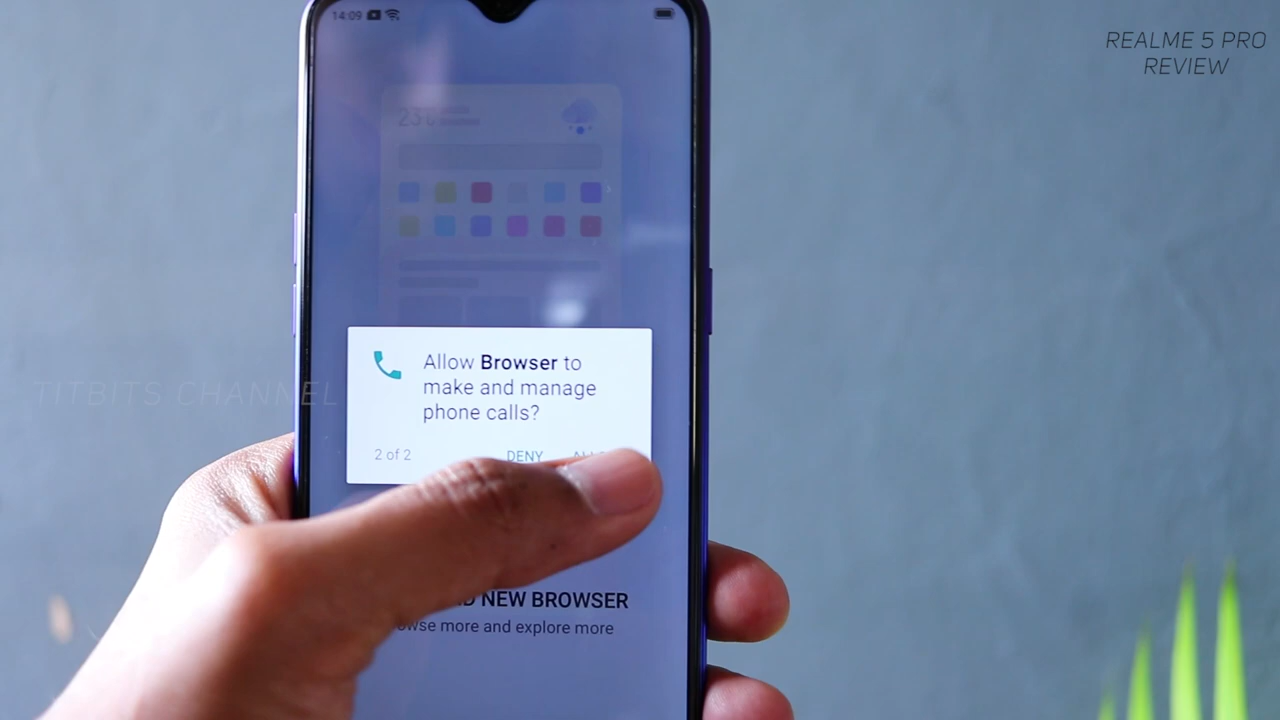 REALME 5 PRO
REVIEW
14:09
TITBITS CHANNEL
Allow Browser to
make and manage
phone calls?
2 of 2
DENY
NEW BROWSER
more and explore more